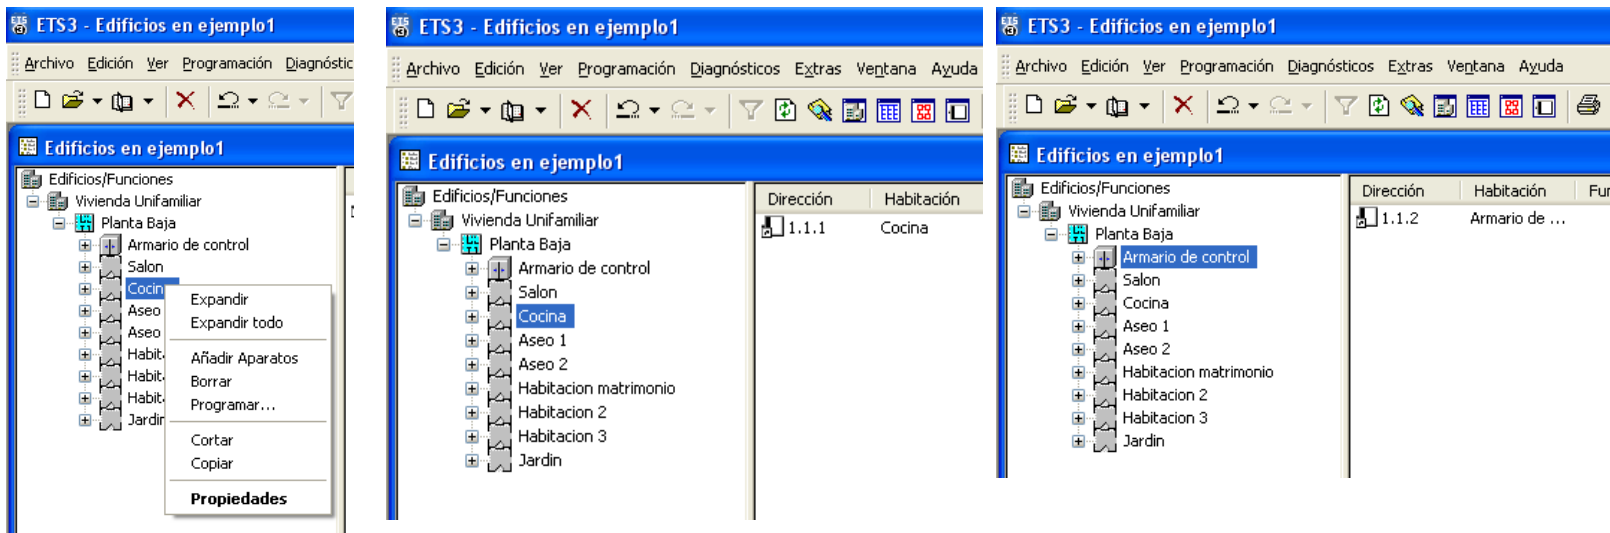 ETS3 - Edificios en ejemplo1
Archivo Edición Ver Programación Diagnóstic
Edificios en ejemplo1
Edificios/Funciones
Vivienda Unifamiliar
Planta Baja
Armario de control
Salon
Cocin
Aseo
Aseo
Habit
Habit
Habit
Jardin
Expandir
Expandir todo
Añadir Aparatos
Borrar
Programar...
Cortar
Copiar
Propiedades
ETS3 - Edificios en ejemplo1
Archivo Edición Ver Programación Diagnósticos Extras Ventana Ayuda
Edificios en ejemplo1
Edificios/Funciones
Vivienda Unifamiliar
Planta Baja
Armario de control
Salon
Cocina
Aseo 1
Aseo 2
Habitacion matrimonio
Habitacion 2
Habitacion 3
Jardin
Dirección Habitación
1.1.1 Cocina
ETS3 - Edificios en ejemplo1
Archivo Edición Ver Programación Diagnósticos Extras Ventana Ayuda
Edificios en ejemplo1
Edificios/Funciones
Vivienda Unifamiliar
Planta Baja
Armario de control
Salon
Cocina
Aseo 1
Aseo 2
Habitacion matrimonio
Habitacion 2
Habitacion 3
Jardin
Dirección Habitación Fur
1.1.2 Armario de ...